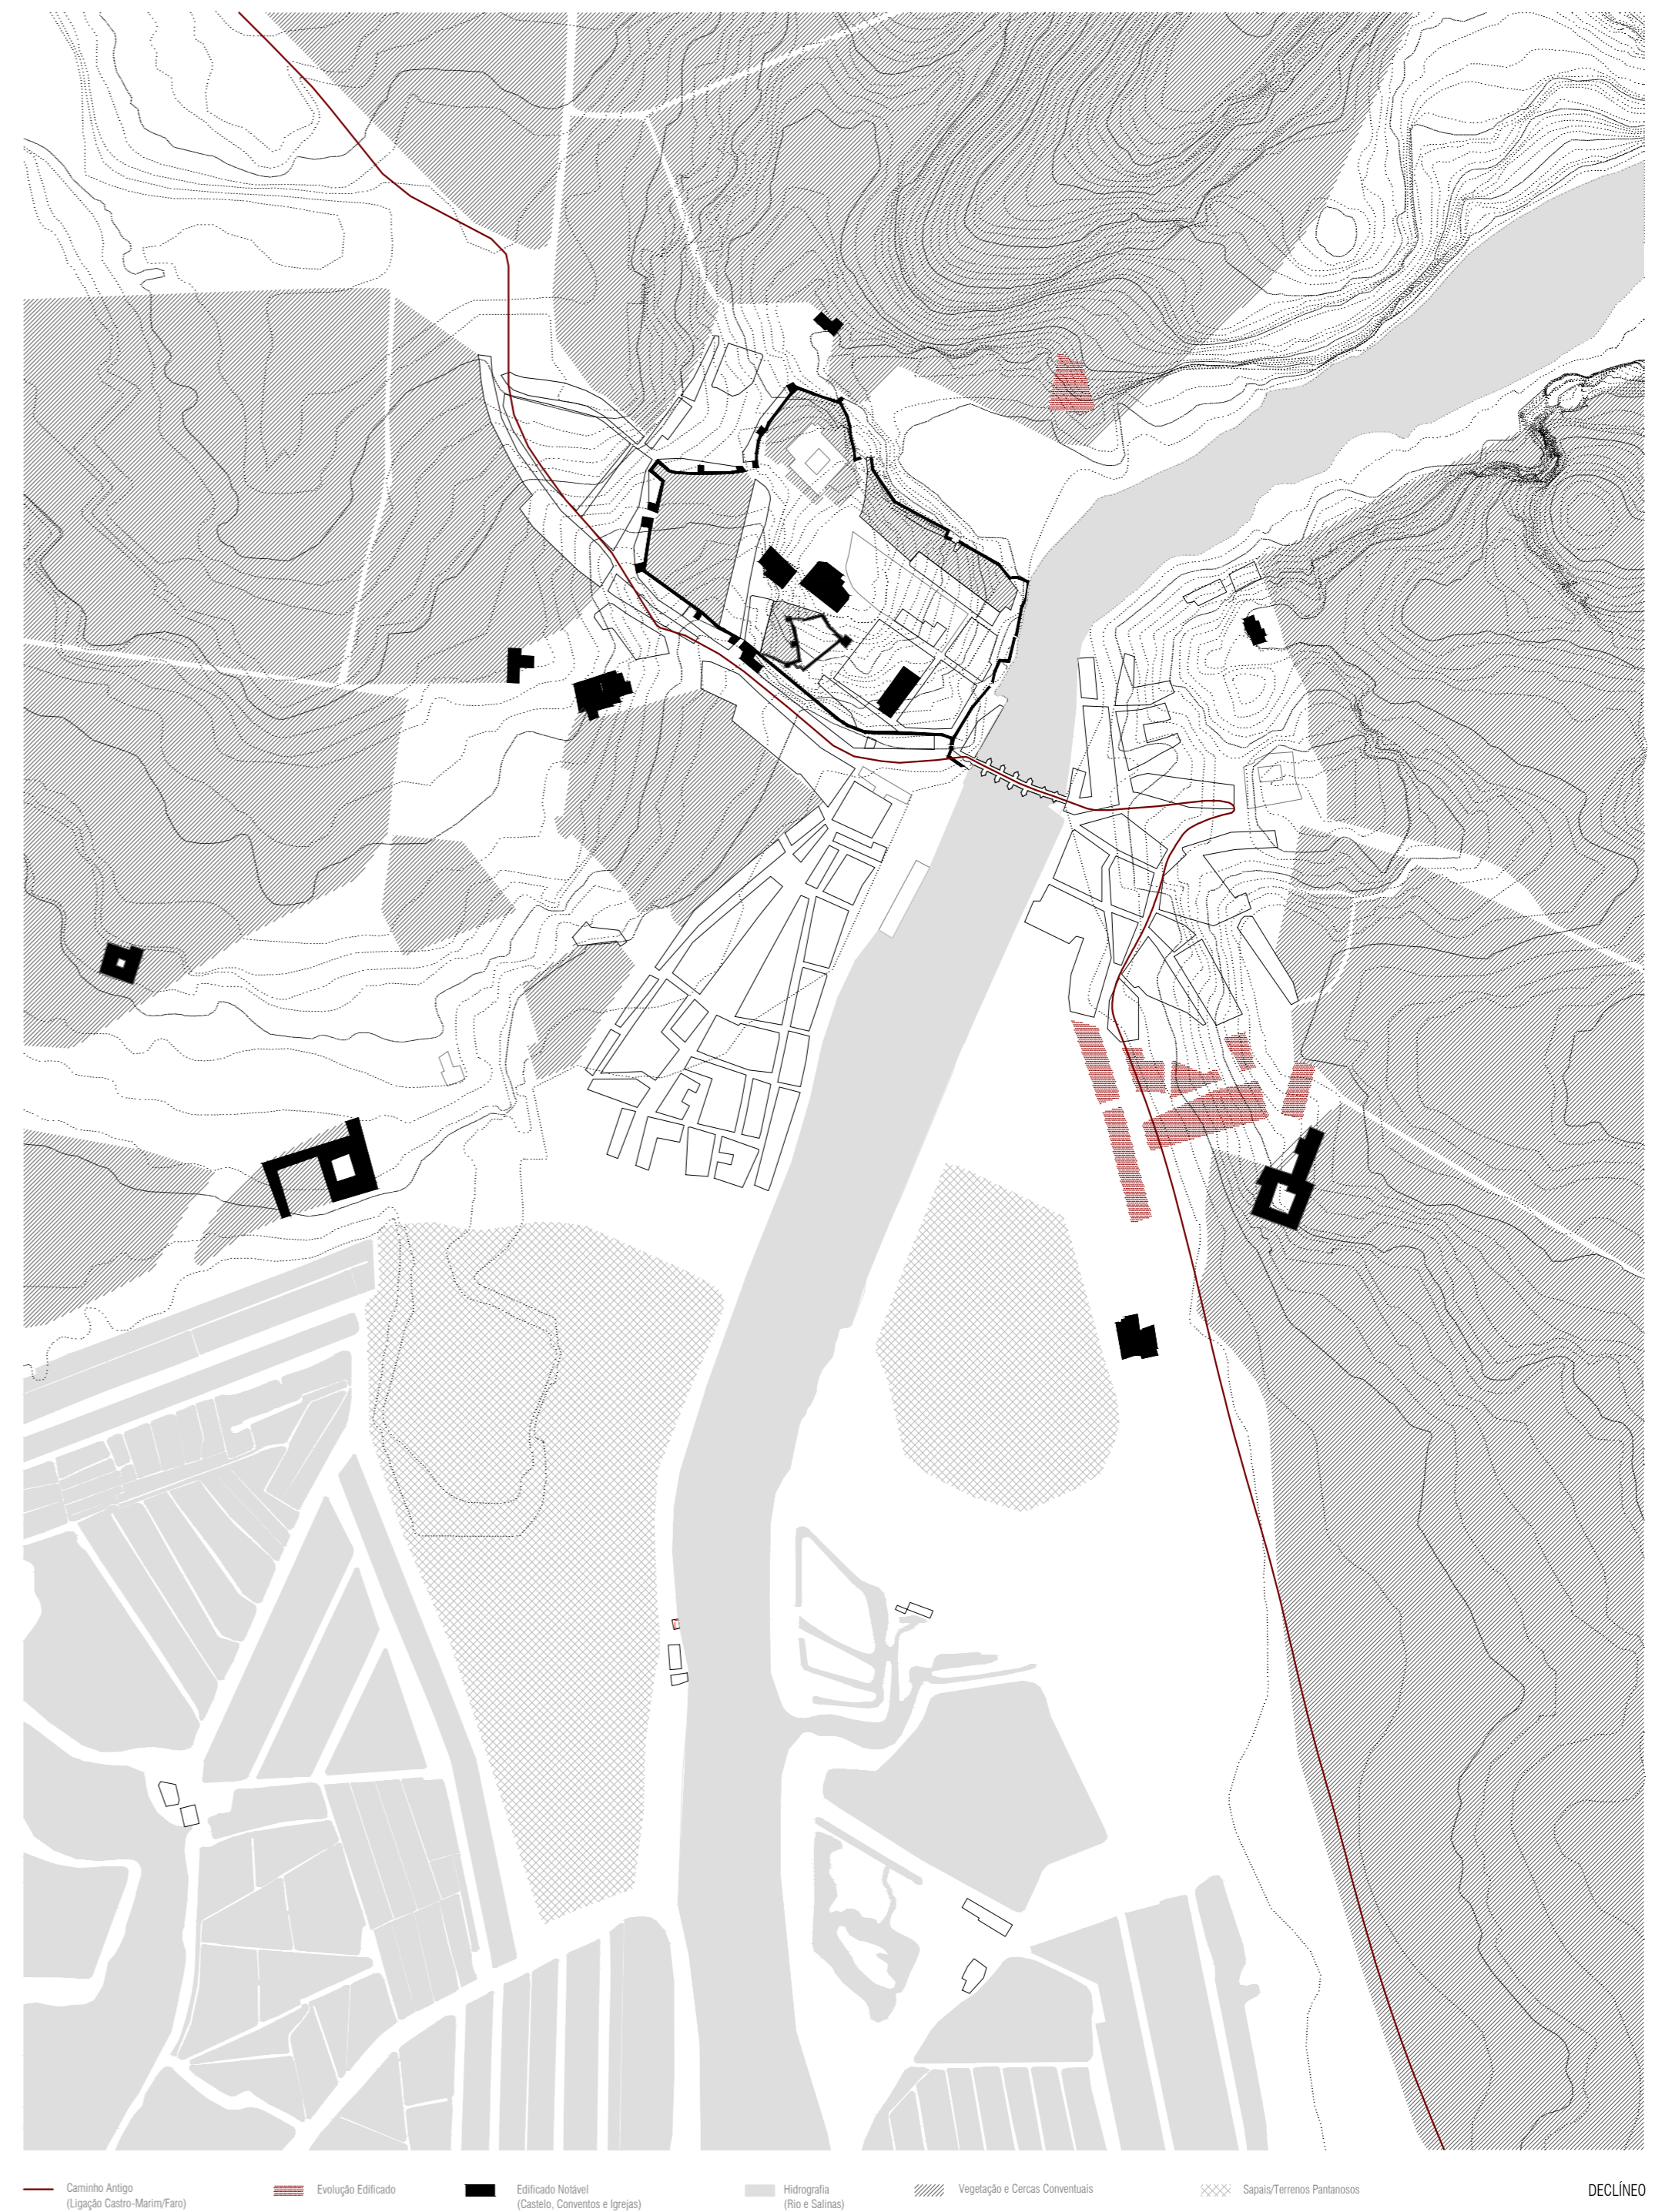 Caminho Antigo
(Ligação Castro-Marim/Faro)
Evolução Edificado
Edificado Notável
(Castelo, Conventos e Igrejas)
Hidrografia
(Rio e Salinas)
Vegetação e Cercas Conventuais
Sapais/Terrenos Pantanosos
DECLÍNEO